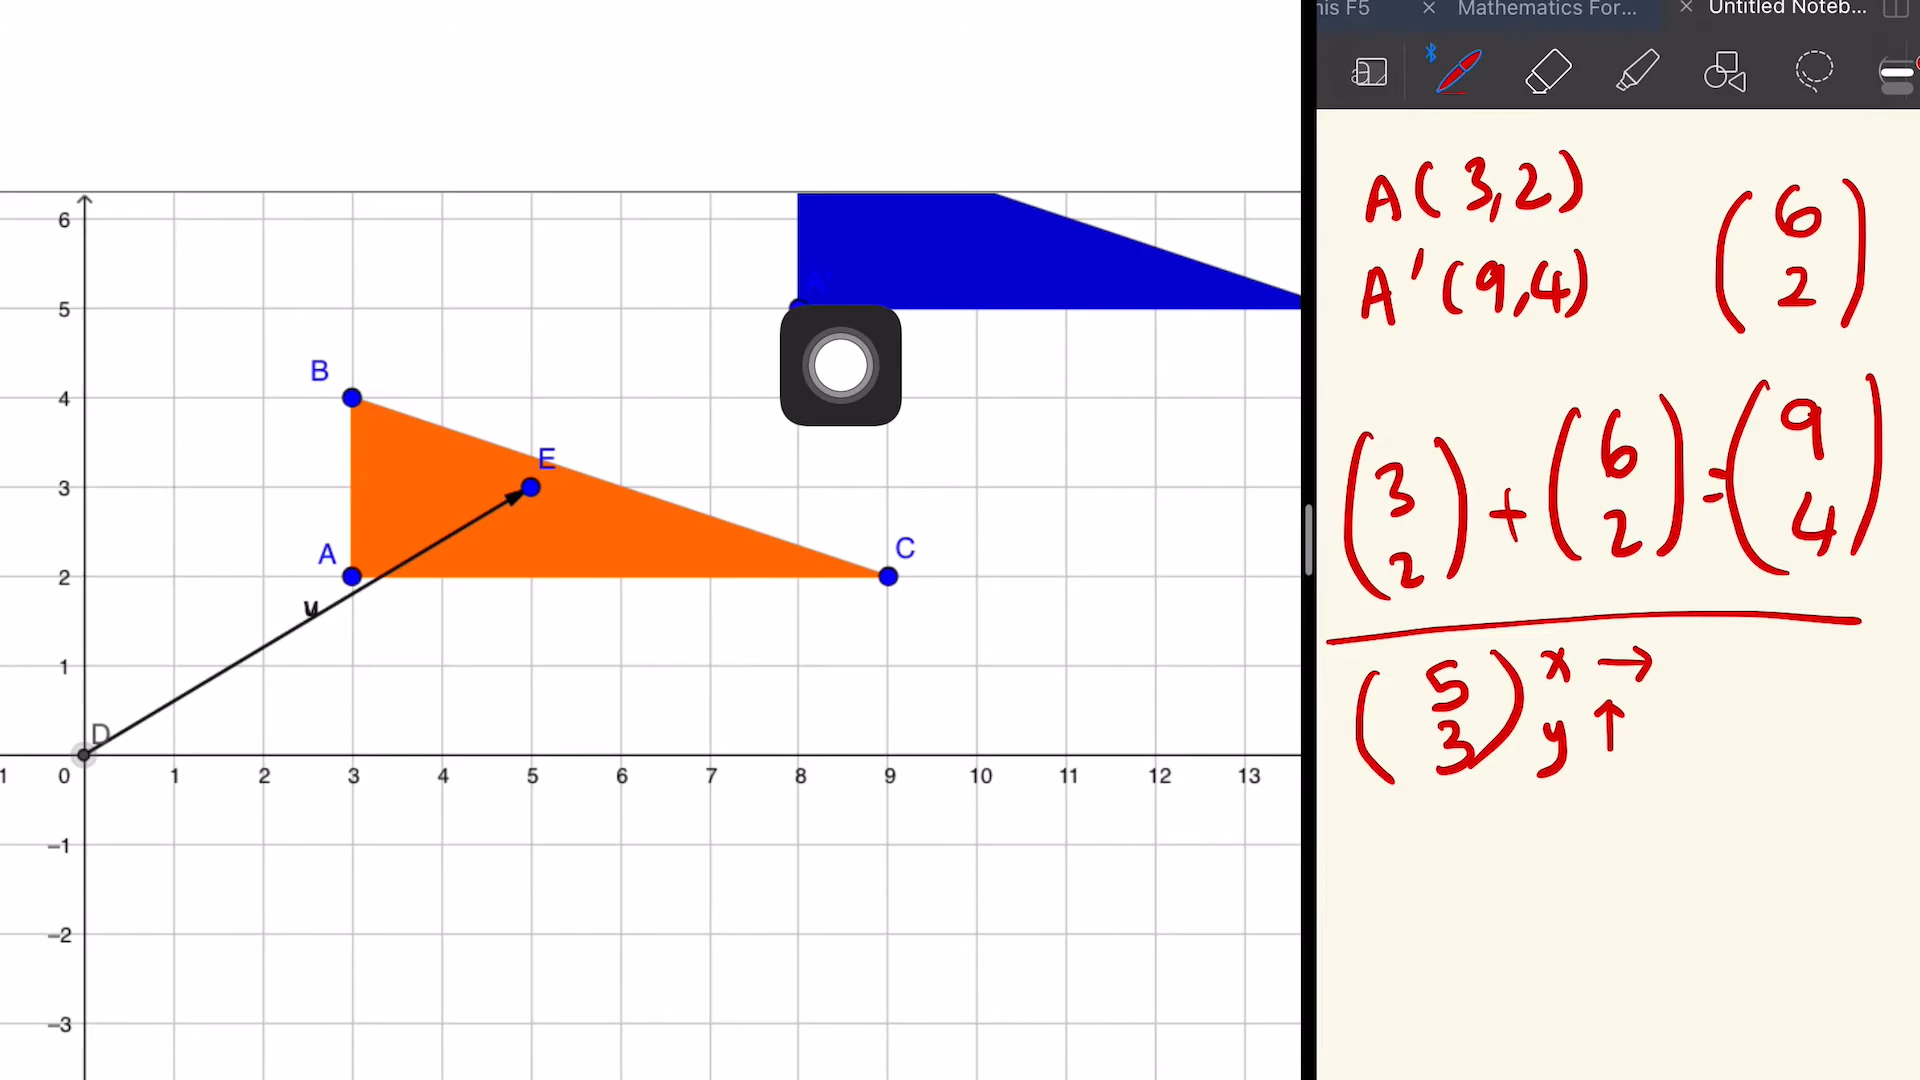 nis F5 × Mathematics For... × Untitled Noteb...
6
5
4
3
2
1
B
E
A
C
u
D
1 0 1 2 3 4 5 6 7 8 9 10 11 12 13
−1
−2
−3
A(3,2)
A'(9,4)
(6 2)
(3 2) + (6 2) = (9 4)
(5 3) x →
y ↑